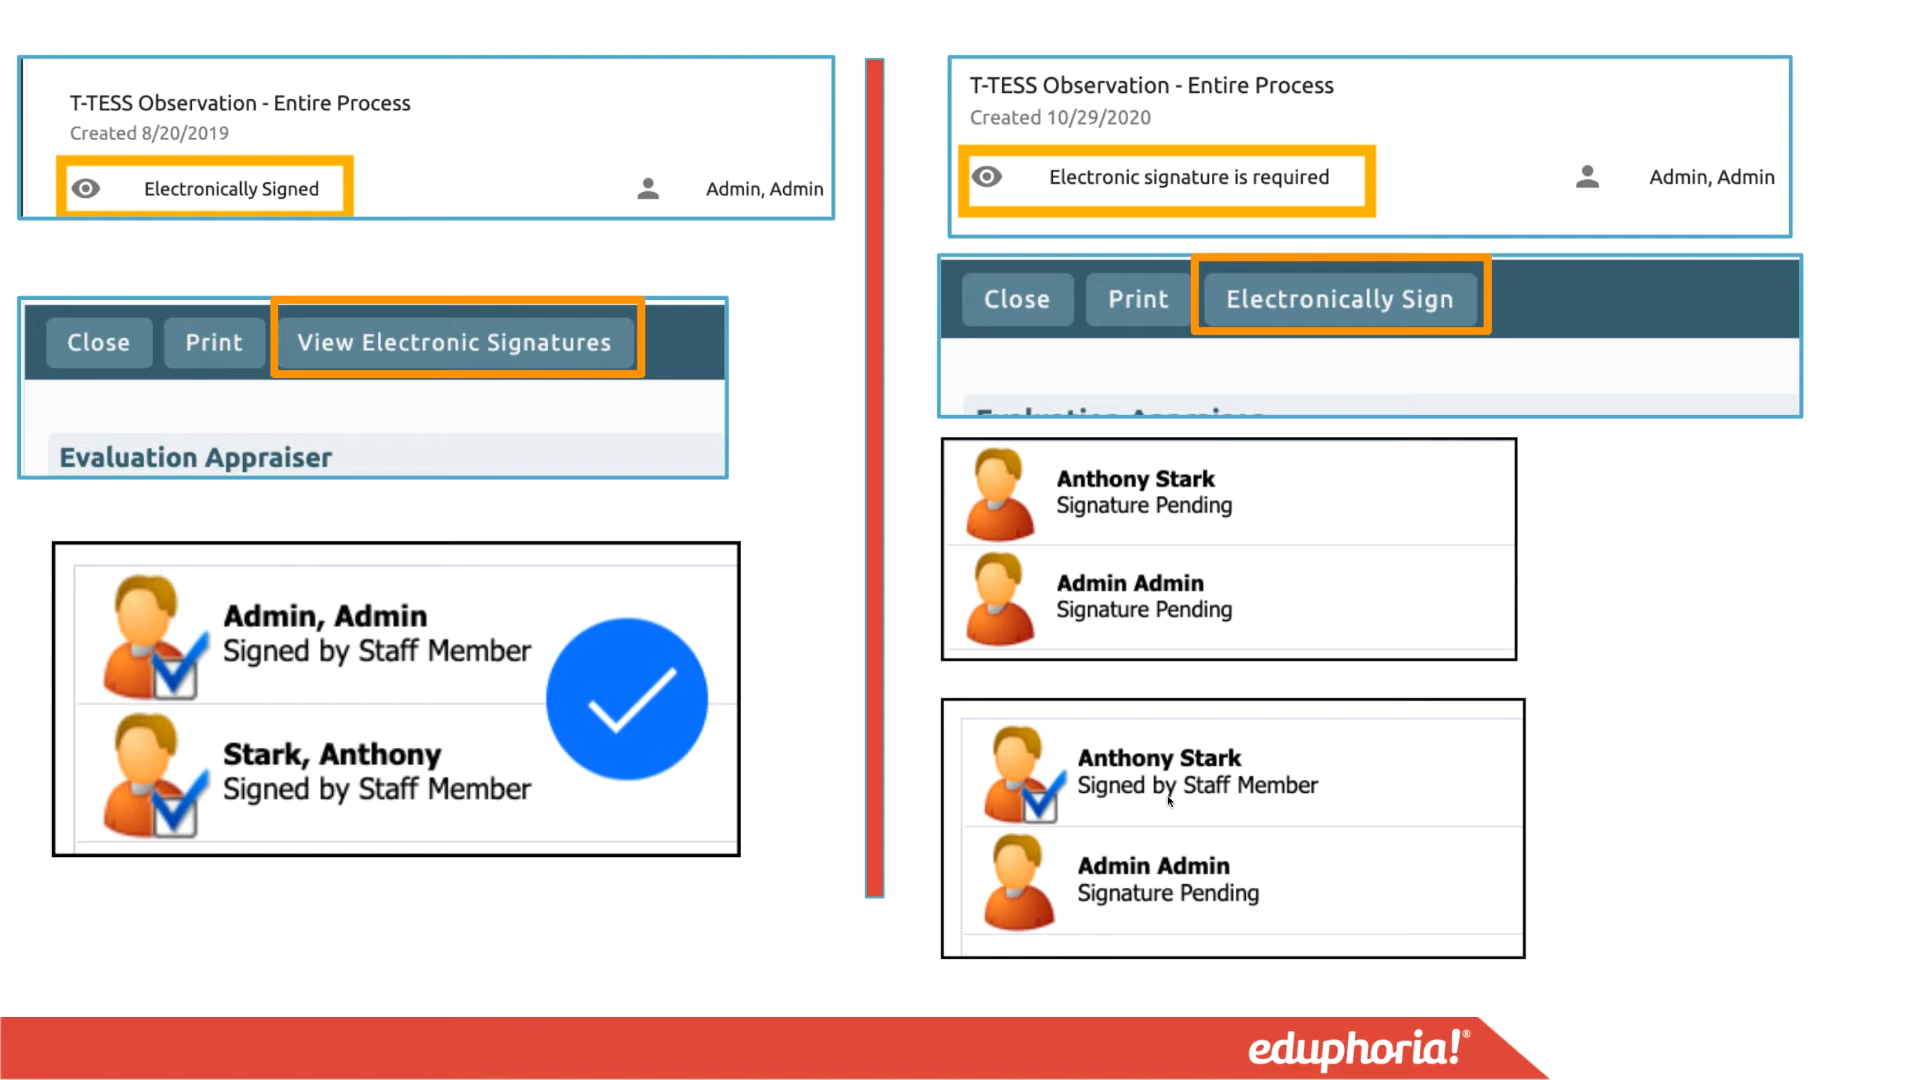 T-TESS Observation - Entire Process
Created 8/20/2019
Electronically Signed
Admin, Admin
Close
Print
View Electronic Signatures
Evaluation Appraiser
Admin, Admin
Signed by Staff Member
Stark, Anthony
Signed by Staff Member
T-TESS Observation - Entire Process
Created 10/29/2020
Electronic signature is required
Admin, Admin
Close
Print
Electronically Sign
Evaluation Appraiser
Anthony Stark
Signature Pending
Admin Admin
Signature Pending
Anthony Stark
Signed by Staff Member
Admin Admin
Signature Pending
eduphoria!®